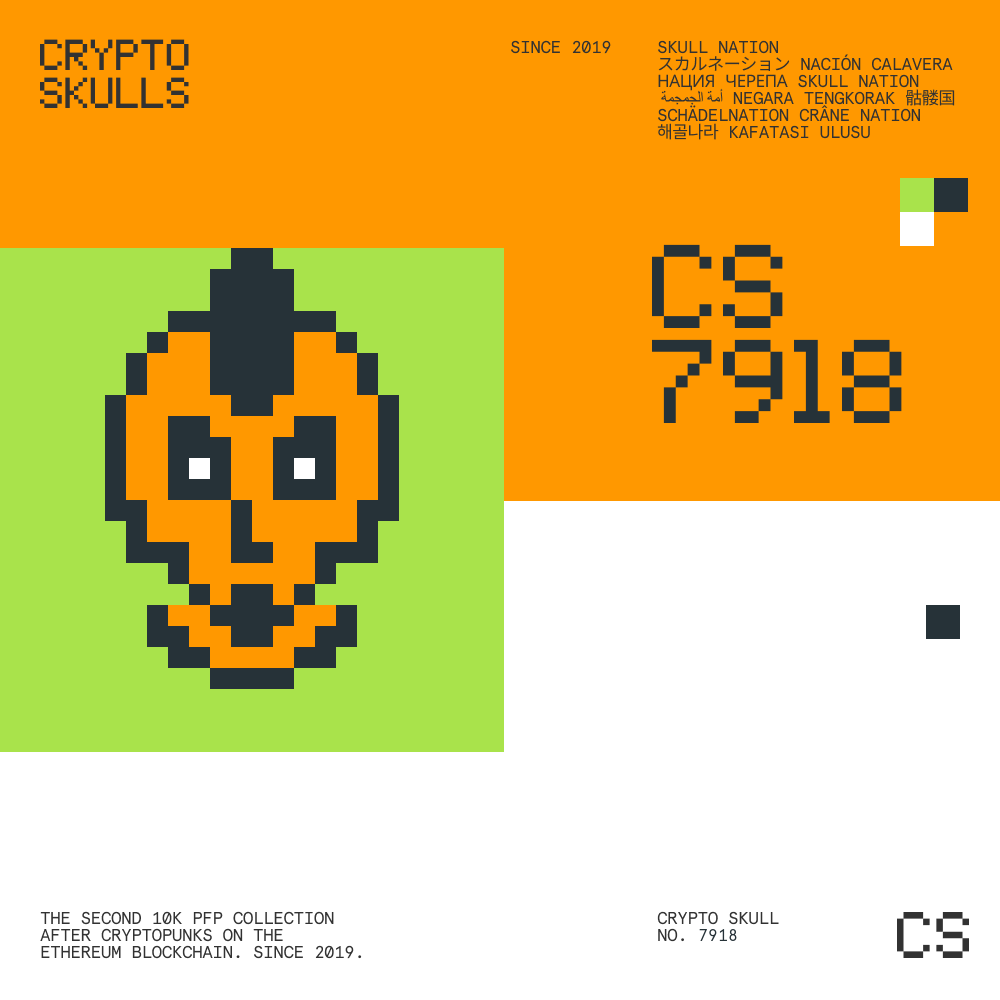 CRYPTO
SKULLS
SINCE 2019
SKULL NATION
スカルネーション NACIÓN CALAVERA
НАЦИЯ ЧЕРЕПА SKULL NATION
أمة الجمجمة NEGARA TENGKORAK 骷髅国
SCHÄDELNATION CRÂNE NATION
해골나라 KAFATASI ULUSU
CS
7918
THE SECOND 10K PFP COLLECTION
AFTER CRYPTOPUNKS ON THE
ETHEREUM BLOCKCHAIN. SINCE 2019.
CRYPTO SKULL
NO. 7918
CS